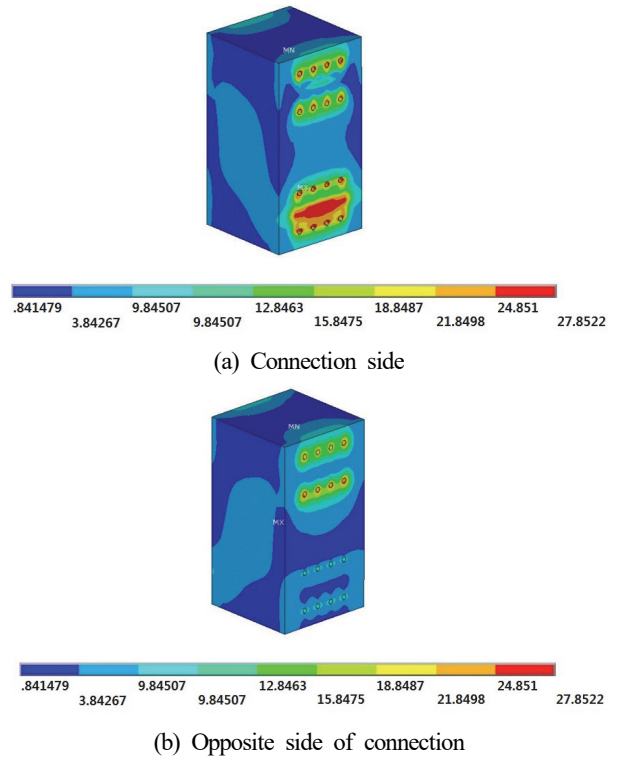 MN
MX
.841479 9.84507 12.8463 18.8487 24.851
3.84267 9.84507 15.8475 21.8498 27.8522
(a) Connection side
MN
MX
.841479 9.84507 12.8463 18.8487 24.851
3.84267 9.84507 15.8475 21.8498 27.8522
(b) Opposite side of connection